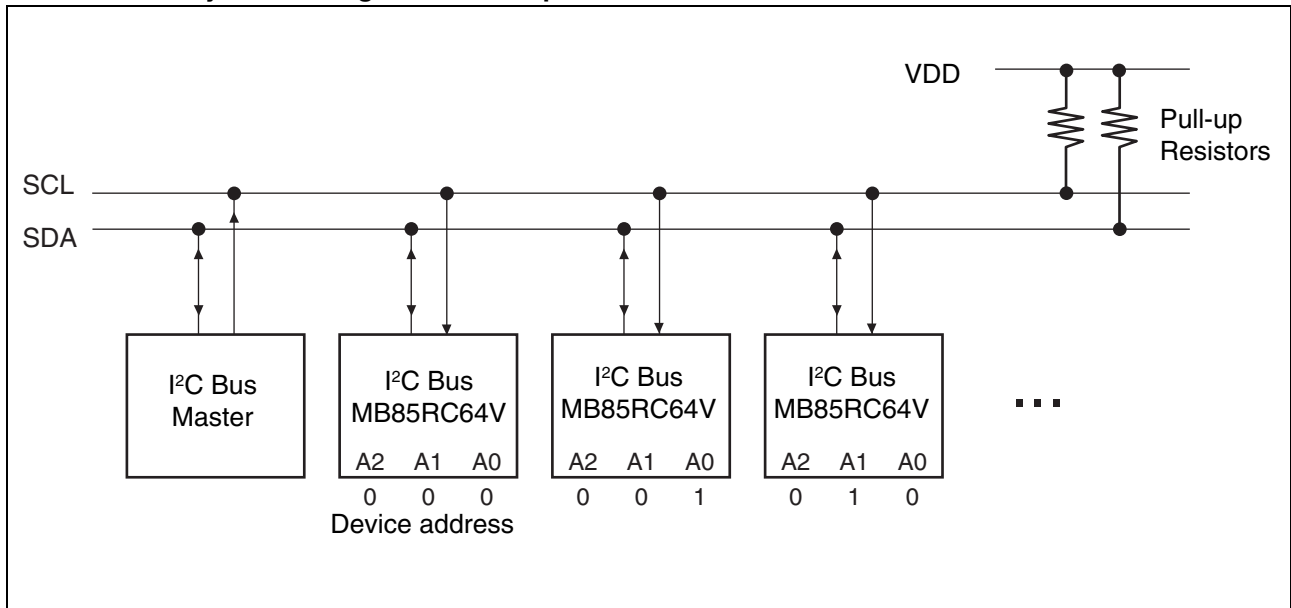 VDD
Pull-up
Resistors
SCL
SDA
I²C Bus
Master
I²C Bus
MB85RC64V
A2 A1 A0
0 0 0
Device address
I²C Bus
MB85RC64V
A2 A1 A0
0 0 1
I²C Bus
MB85RC64V
A2 A1 A0
0 1 0
...